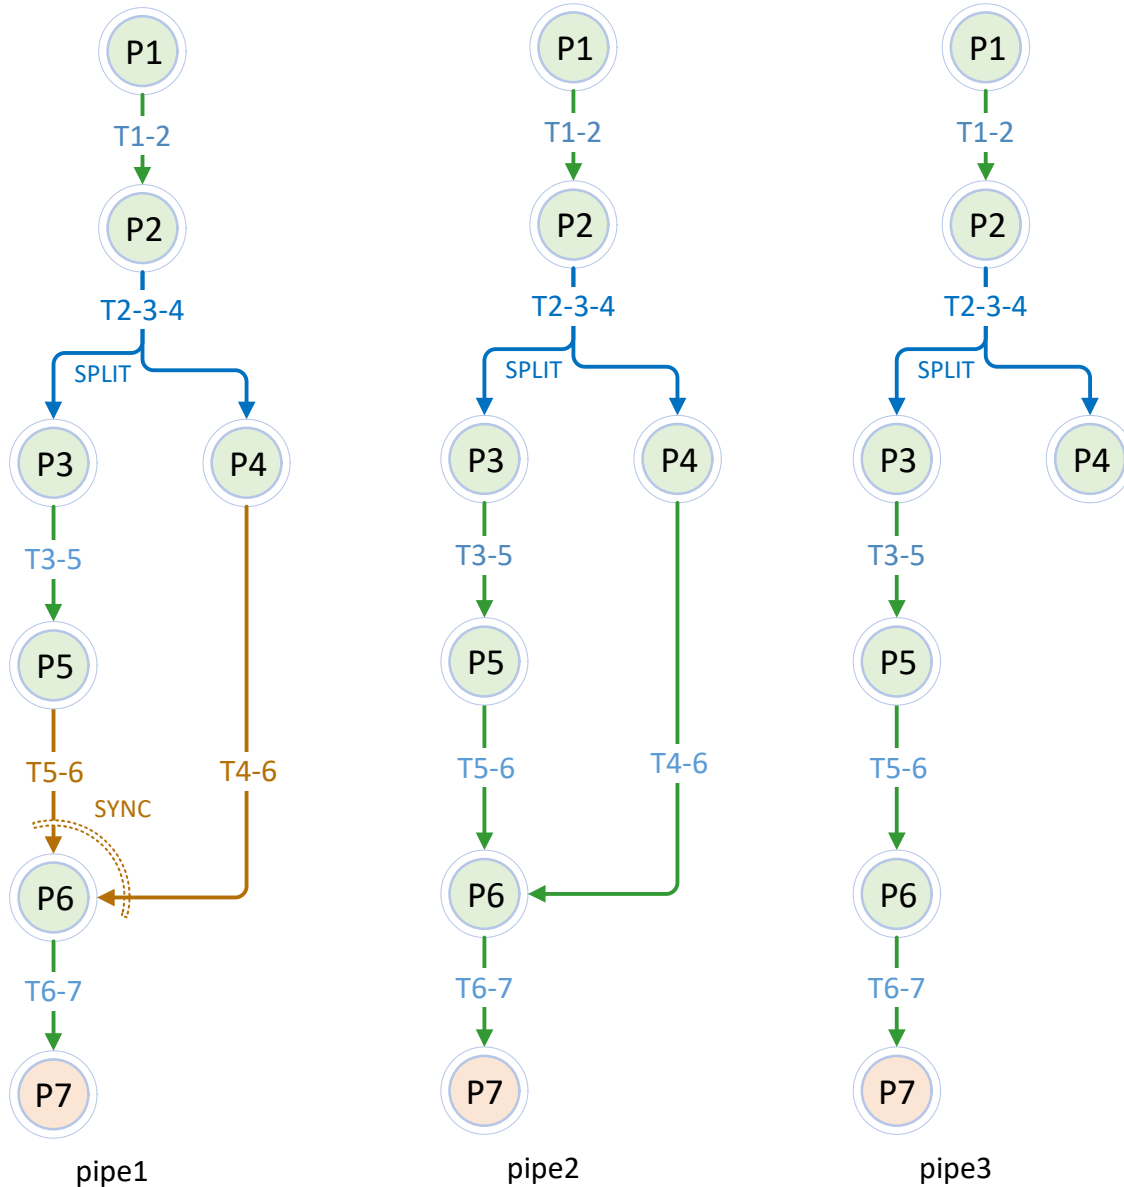 P1
T1-2
P2
T2-3-4
SPLIT
P3
P4
T3-5
P5
T5-6
T4-6
SYNC
P6
T6-7
P7
pipe1
P1
T1-2
P2
T2-3-4
SPLIT
P3
P4
T3-5
P5
T5-6
T4-6
P6
T6-7
P7
pipe2
P1
T1-2
P2
T2-3-4
SPLIT
P3
P4
T3-5
P5
T5-6
P6
T6-7
P7
pipe3